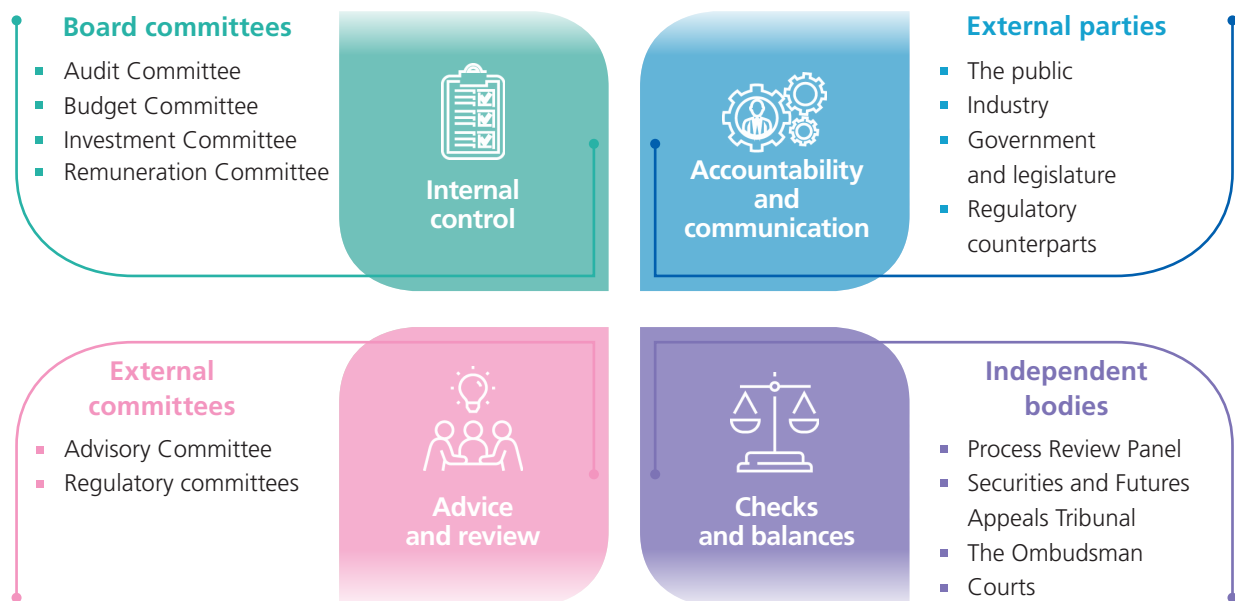 Board committees
Audit Committee
Budget Committee
Investment Committee
Remuneration Committee
Internal
control
Accountability
and
communication
External parties
The public
Industry
Government
and legislature
Regulatory
counterparts
External
committees
Advisory Committee
Regulatory committees
Advice
and review
Checks
and balances
Independent
bodies
Process Review Panel
Securities and Futures
Appeals Tribunal
The Ombudsman
Courts